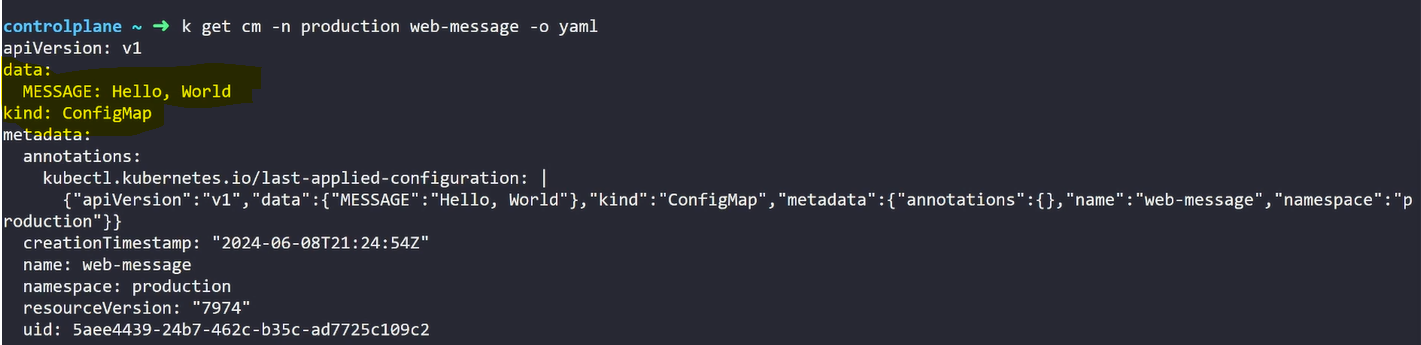 controlplane ~ ➜ k get cm -n production web-message -o yaml
apiVersion: v1
data:
  MESSAGE: Hello, World
kind: ConfigMap
metadata:
  annotations:
    kubectl.kubernetes.io/last-applied-configuration: |
      {"apiVersion":"v1","data":{"MESSAGE":"Hello, World"},"kind":"ConfigMap","metadata":{"annotations":{},"name":"web-message","namespace":"p
roduction"}}
  creationTimestamp: "2024-06-08T21:24:54Z"
  name: web-message
  namespace: production
  resourceVersion: "7974"
  uid: 5aee4439-24b7-462c-b35c-ad7725c109c2